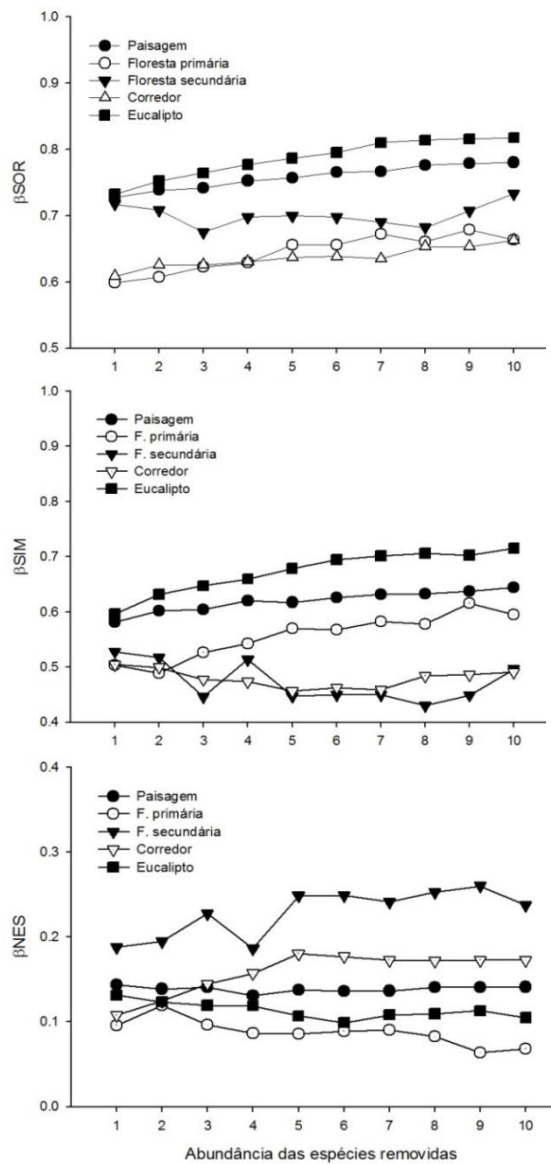 1.0
Paisagem
Floresta primária
0.9
Floresta secundária
Corredor
Eucalipto
0.8
βSOR
0.7
0.6
0.5
1 2 3 4 5 6 7 8 9 10
1.0
Paisagem
F. primária
0.9
F. secundária
Corredor
Eucalipto
0.8
βSIM
0.7
0.6
0.5
0.4
1 2 3 4 5 6 7 8 9 10
0.4
Paisagem
F. primária
F. secundária
Corredor
0.3
Eucalipto
βNES
0.2
0.1
0.0
1 2 3 4 5 6 7 8 9 10
Abundância das espécies removidas